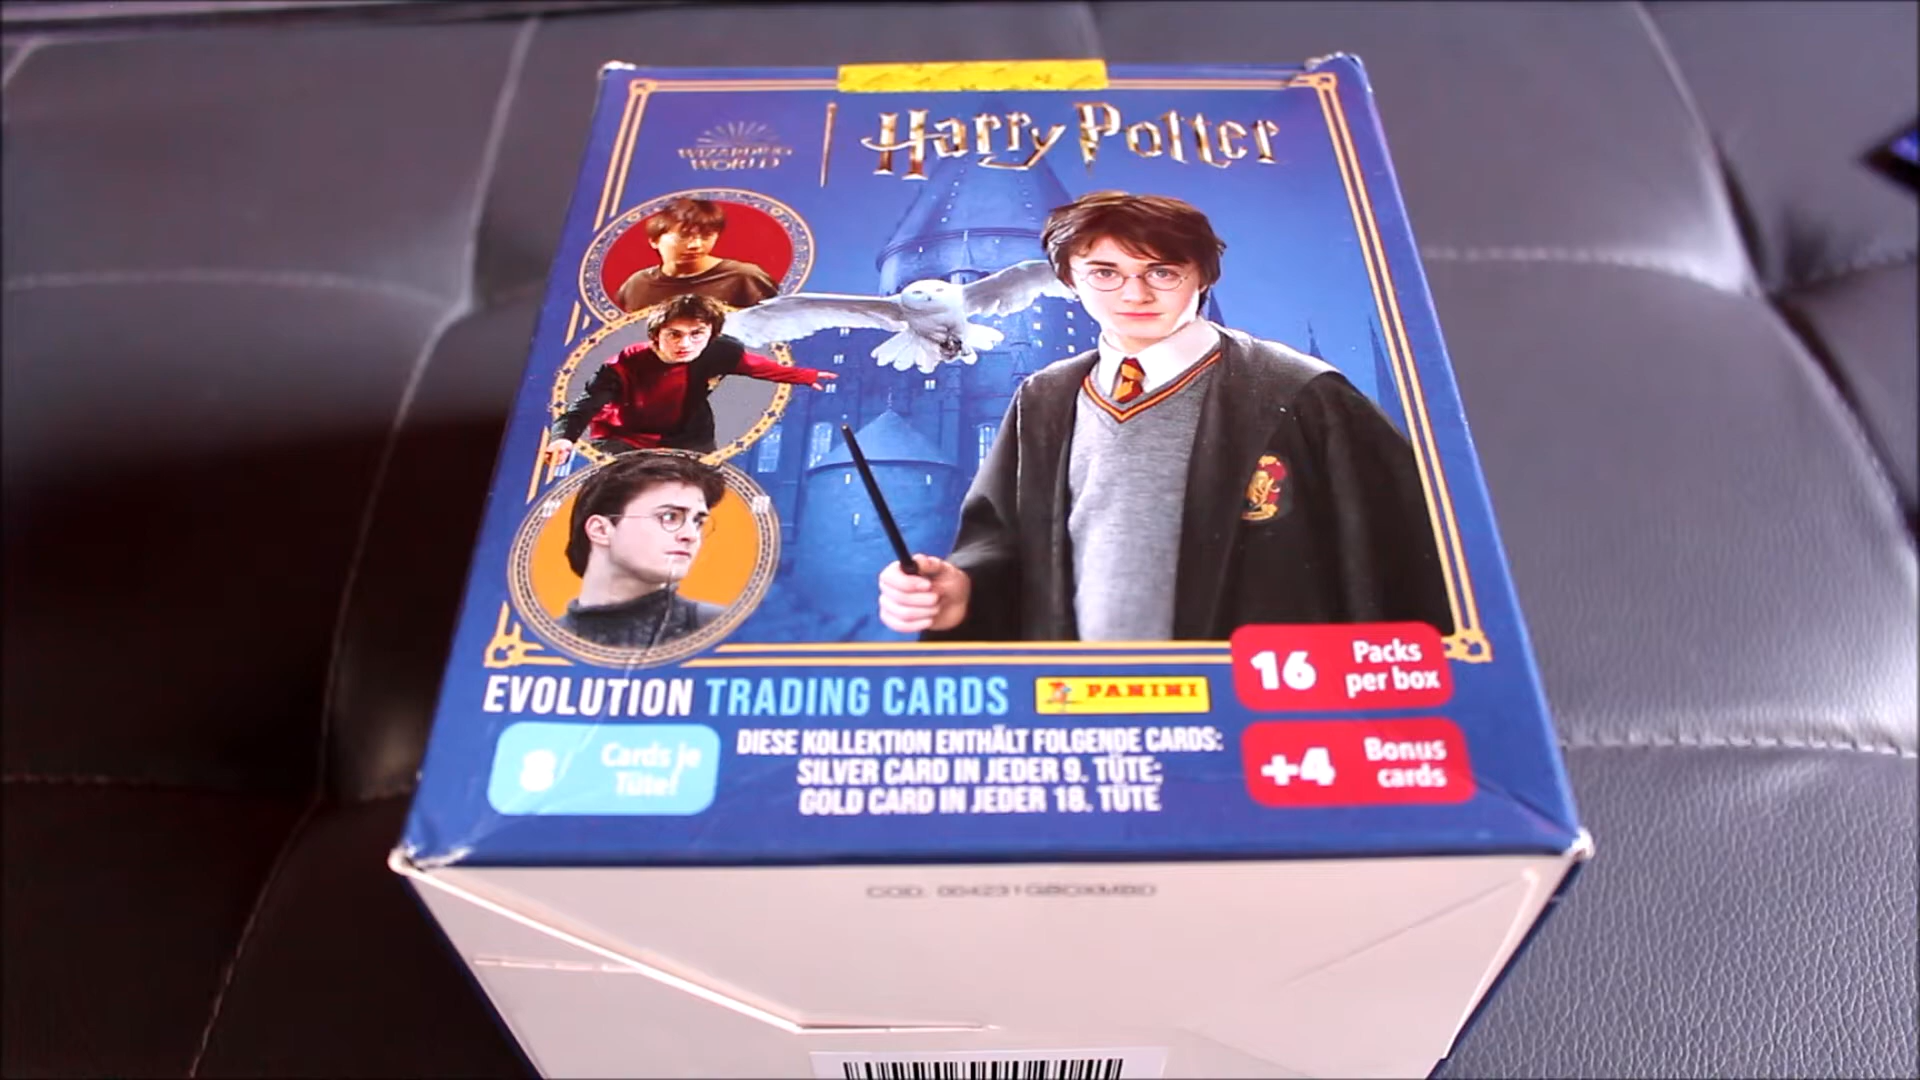 WIZARDING
WORLD
Harry Potter
EVOLUTION TRADING CARDS
PANINI
16 Packs
per box
8 Cards je
Tüte!
DIESE KOLLEKTION ENTHÄLT FOLGENDE CARDS:
SILVER CARD IN JEDER 9. TÜTE;
GOLD CARD IN JEDER 18. TÜTE
+4 Bonus
cards
COD.